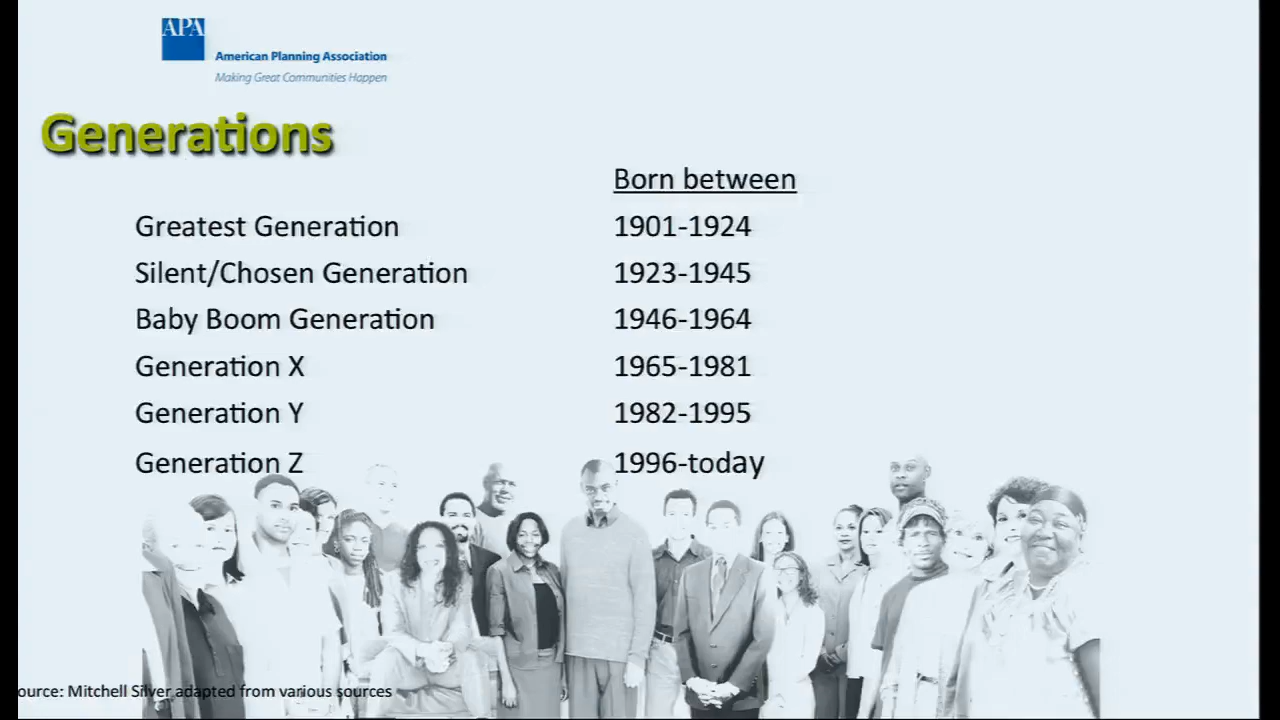 APA
American Planning Association
Making Great Communities Happen
Generations
Born between
Greatest Generation 1901-1924
Silent/Chosen Generation 1923-1945
Baby Boom Generation 1946-1964
Generation X 1965-1981
Generation Y 1982-1995
Generation Z 1996-today
ource: Mitchell Silver adapted from various sources